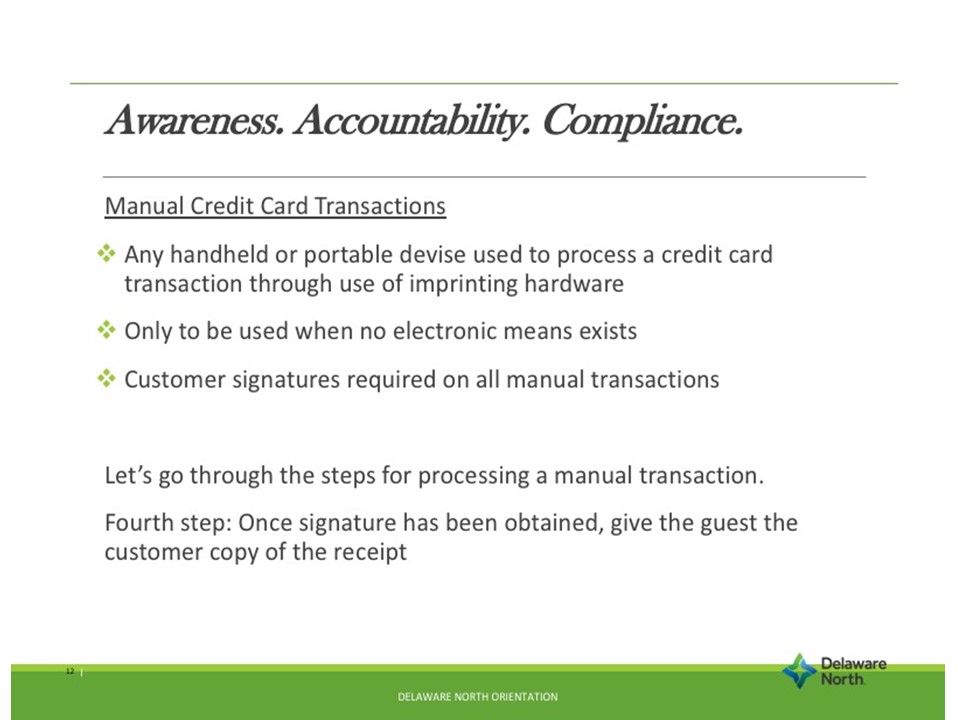 Awareness. Accountability. Compliance.
Manual Credit Card Transactions
Any handheld or portable devise used to process a credit card
transaction through use of imprinting hardware
Only to be used when no electronic means exists
Customer signatures required on all manual transactions
Let’s go through the steps for processing a manual transaction.
Fourth step: Once signature has been obtained, give the guest the
customer copy of the receipt
12 |
Delaware
North
DELAWARE NORTH ORIENTATION